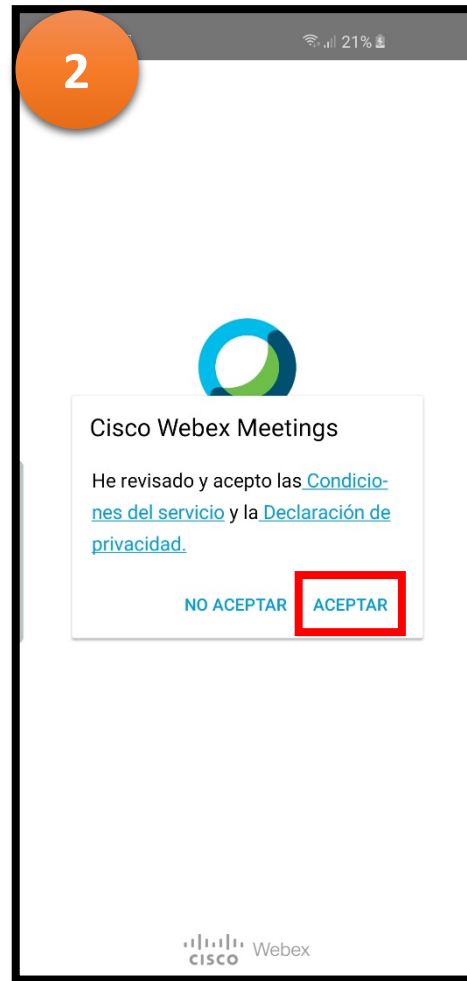 2
21%
Cisco Webex Meetings
He revisado y acepto las Condicio-
nes del servicio y la Declaración de
privacidad.
NO ACEPTAR ACEPTAR
CISCO Webex